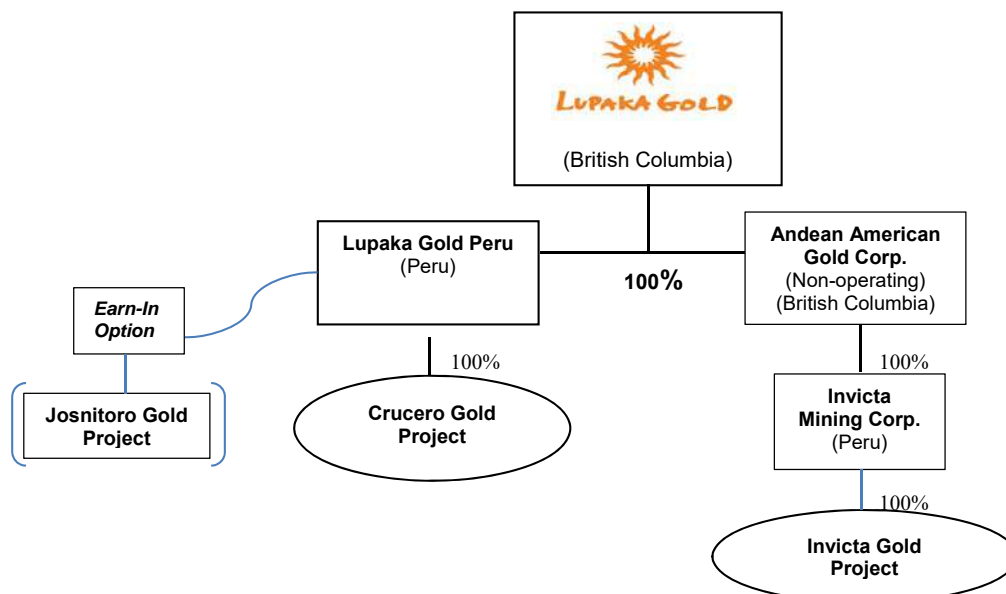 LUPAKA GOLD
(British Columbia)
Lupaka Gold Peru
(Peru)
100%
Andean American
Gold Corp.
(Non-operating)
(British Columbia)
Earn-In
Option
100%
100%
Josnitoro Gold
Project
Crucero Gold
Project
Invicta
Mining Corp.
(Peru)
100%
Invicta Gold
Project